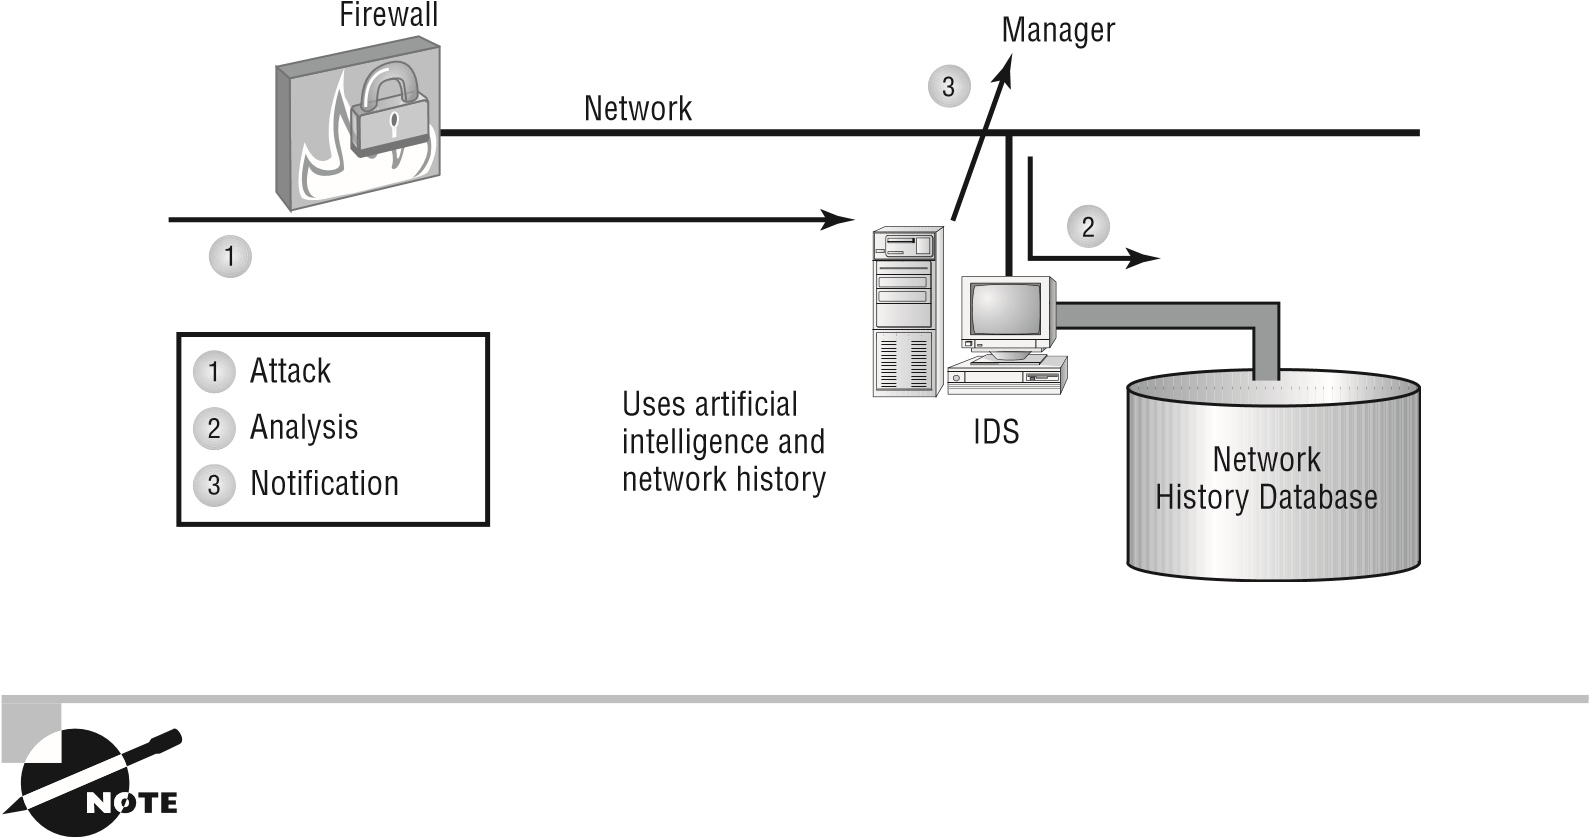 Firewall
Manager
3
Network
2
1
1 Attack
2 Analysis
3 Notification
Uses artificial
intelligence and
network history
IDS
Network
History Database
NOTE